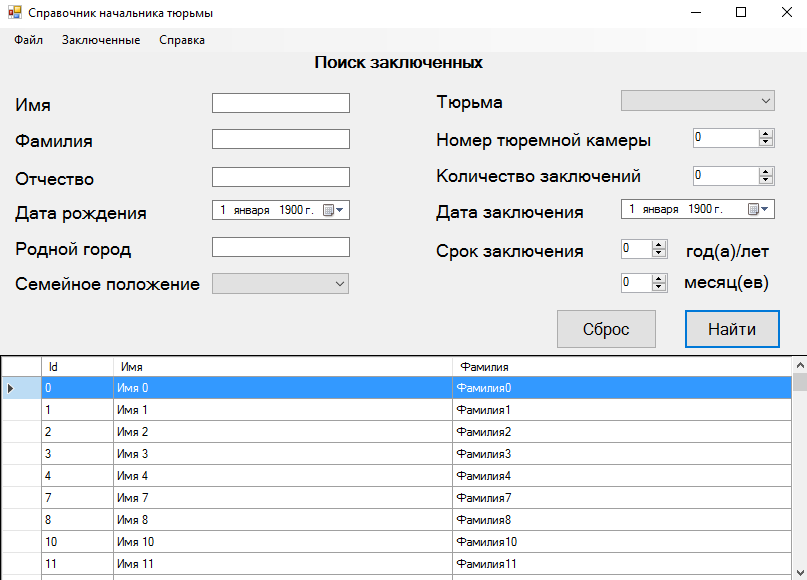 Справочник начальника тюрьмы
Файл Заключенные Справка
Поиск заключенных
Имя
Фамилия
Отчество
Дата рождения 1 января 1900 г.
Родной город
Семейное положение
Тюрьма
Номер тюремной камеры 0
Количество заключений 0
Дата заключения 1 января 1900 г.
Срок заключения 0 год(а)/лет
0 месяц(ев)
Сброс Найти
Id Имя Фамилия
0 Имя 0 Фамилия0
1 Имя 1 Фамилия1
2 Имя 2 Фамилия2
3 Имя 3 Фамилия3
4 Имя 4 Фамилия4
7 Имя 7 Фамилия7
8 Имя 8 Фамилия8
10 Имя 10 Фамилия10
11 Имя 11 Фамилия11